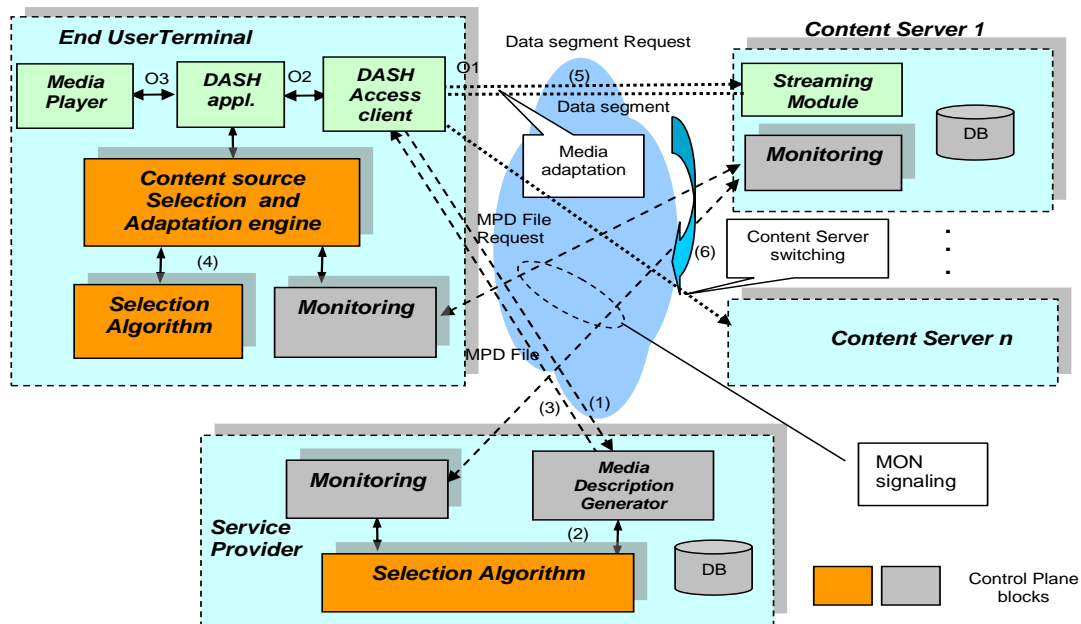 End UserTerminal
Media
Player
O3
DASH
appl.
O2
DASH
Access
client
O1
Data segment Request
(5)
Data segment
Media
adaptation
Content Server 1
Streaming
Module
Monitoring
DB
Content source
Selection and
Adaptation engine
(4)
Selection
Algorithm
Monitoring
MPD File
Request
MPD File
(3)
(1)
(6)
Content Server
switching
Content Server n
MON
signaling
Service
Provider
Monitoring
Media
Description
Generator
(2)
Selection Algorithm
DB
Control Plane
blocks